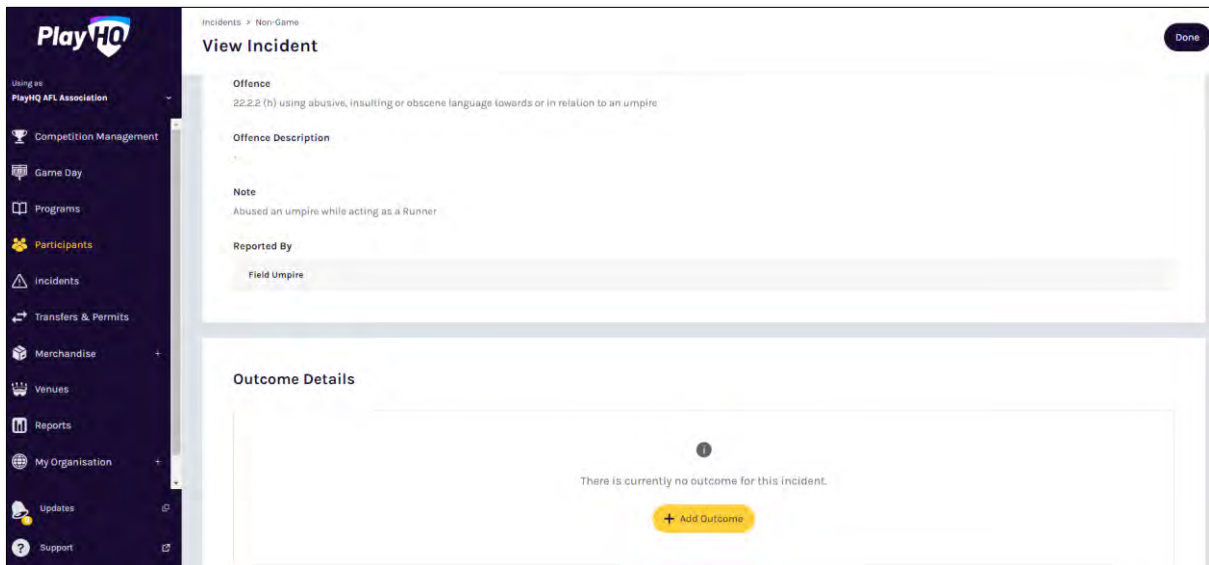 PlayHQ
Using as
PlayHQ AFL Association
Competition Management
Game Day
Programs
Participants
Incidents
Transfers & Permits
Merchandise +
Venues
Reports
My Organisation +
Updates
Support
Incidents > Non-Game
View Incident
Done
Offence
22.2.2 (h) using abusive, insulting or obscene language towards or in relation to an umpire
Offence Description
-
Note
Abused an umpire while acting as a Runner
Reported By
Field Umpire
Outcome Details
There is currently no outcome for this incident.
+ Add Outcome